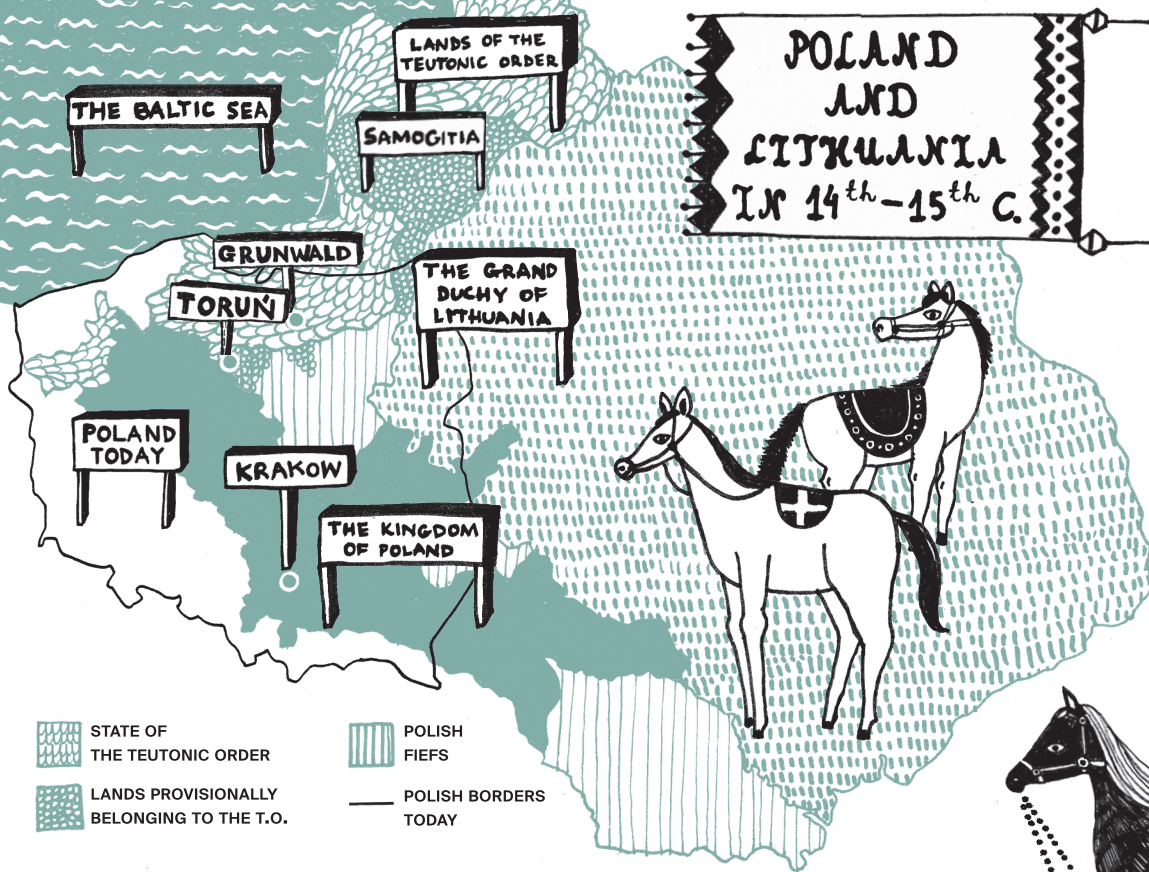 LANDS OF THE
TEUTONIC ORDER
THE BALTIC SEA
SAMOGITIA
POLAND
AND
LITHUANIA
IN 14th – 15th C.
GRUNWALD
TORUŃ
THE GRAND
DUCHY OF
LITHUANIA
POLAND
TODAY
KRAKOW
THE KINGDOM
OF POLAND
STATE OF
THE TEUTONIC ORDER
LANDS PROVISIONALLY
BELONGING TO THE T.O.
POLISH
FIEFS
POLISH BORDERS
TODAY